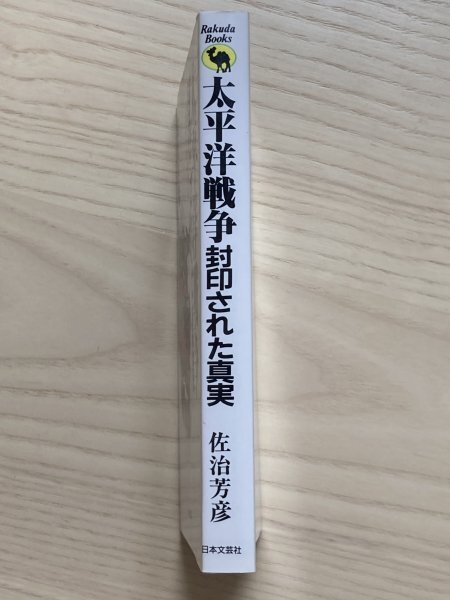 Rakuda
Books
太平洋戦争封印された真実
佐治芳彦
日本文芸社